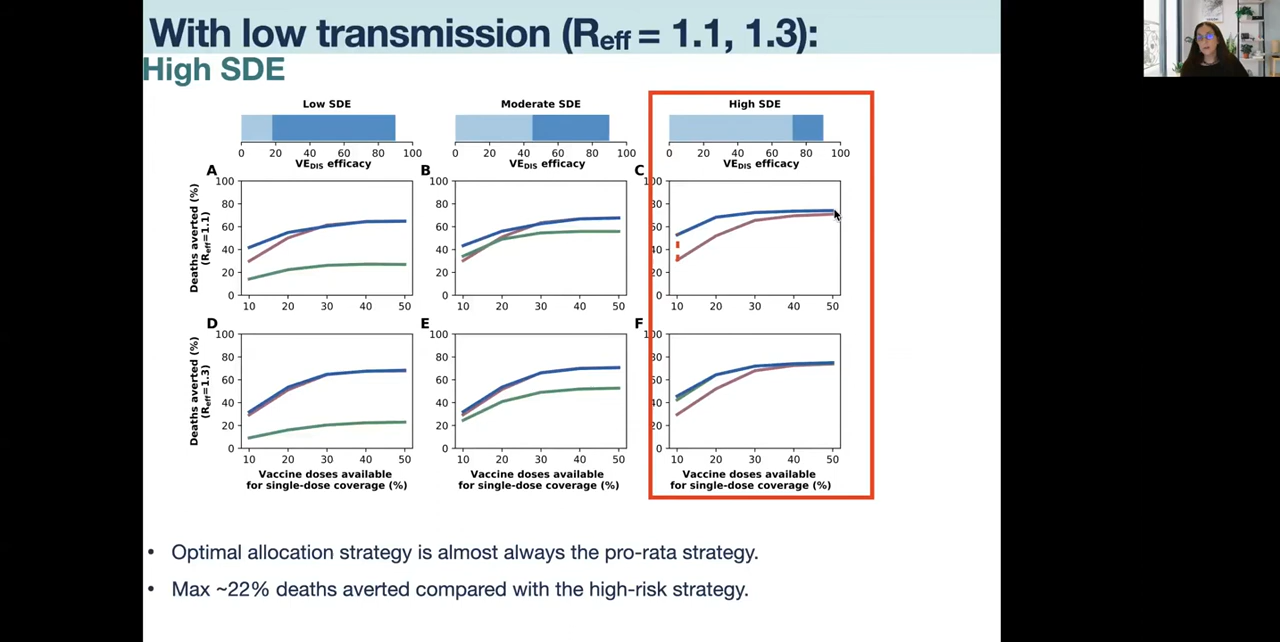 With low transmission (Reff = 1.1, 1.3):
High SDE
Low SDE
Moderate SDE
High SDE
0 20 40 60 80 100
0 20 40 60 80 100
0 20 40 60 80 100
VEDIS efficacy
VEDIS efficacy
VEDIS efficacy
A
B
C
Deaths averted (%)
(Reff=1.1)
100
80
60
40
20
0
100
80
60
40
20
0
100
80
60
40
20
0
10 20 30 40 50
10 20 30 40 50
10 20 30 40 50
D
E
F
Deaths averted (%)
(Reff=1.3)
100
80
60
40
20
0
100
80
60
40
20
0
100
80
60
40
20
0
10 20 30 40 50
10 20 30 40 50
10 20 30 40 50
Vaccine doses available
for single-dose coverage (%)
Vaccine doses available
for single-dose coverage (%)
Vaccine doses available
for single-dose coverage (%)
• Optimal allocation strategy is almost always the pro-rata strategy.
• Max ~22% deaths averted compared with the high-risk strategy.